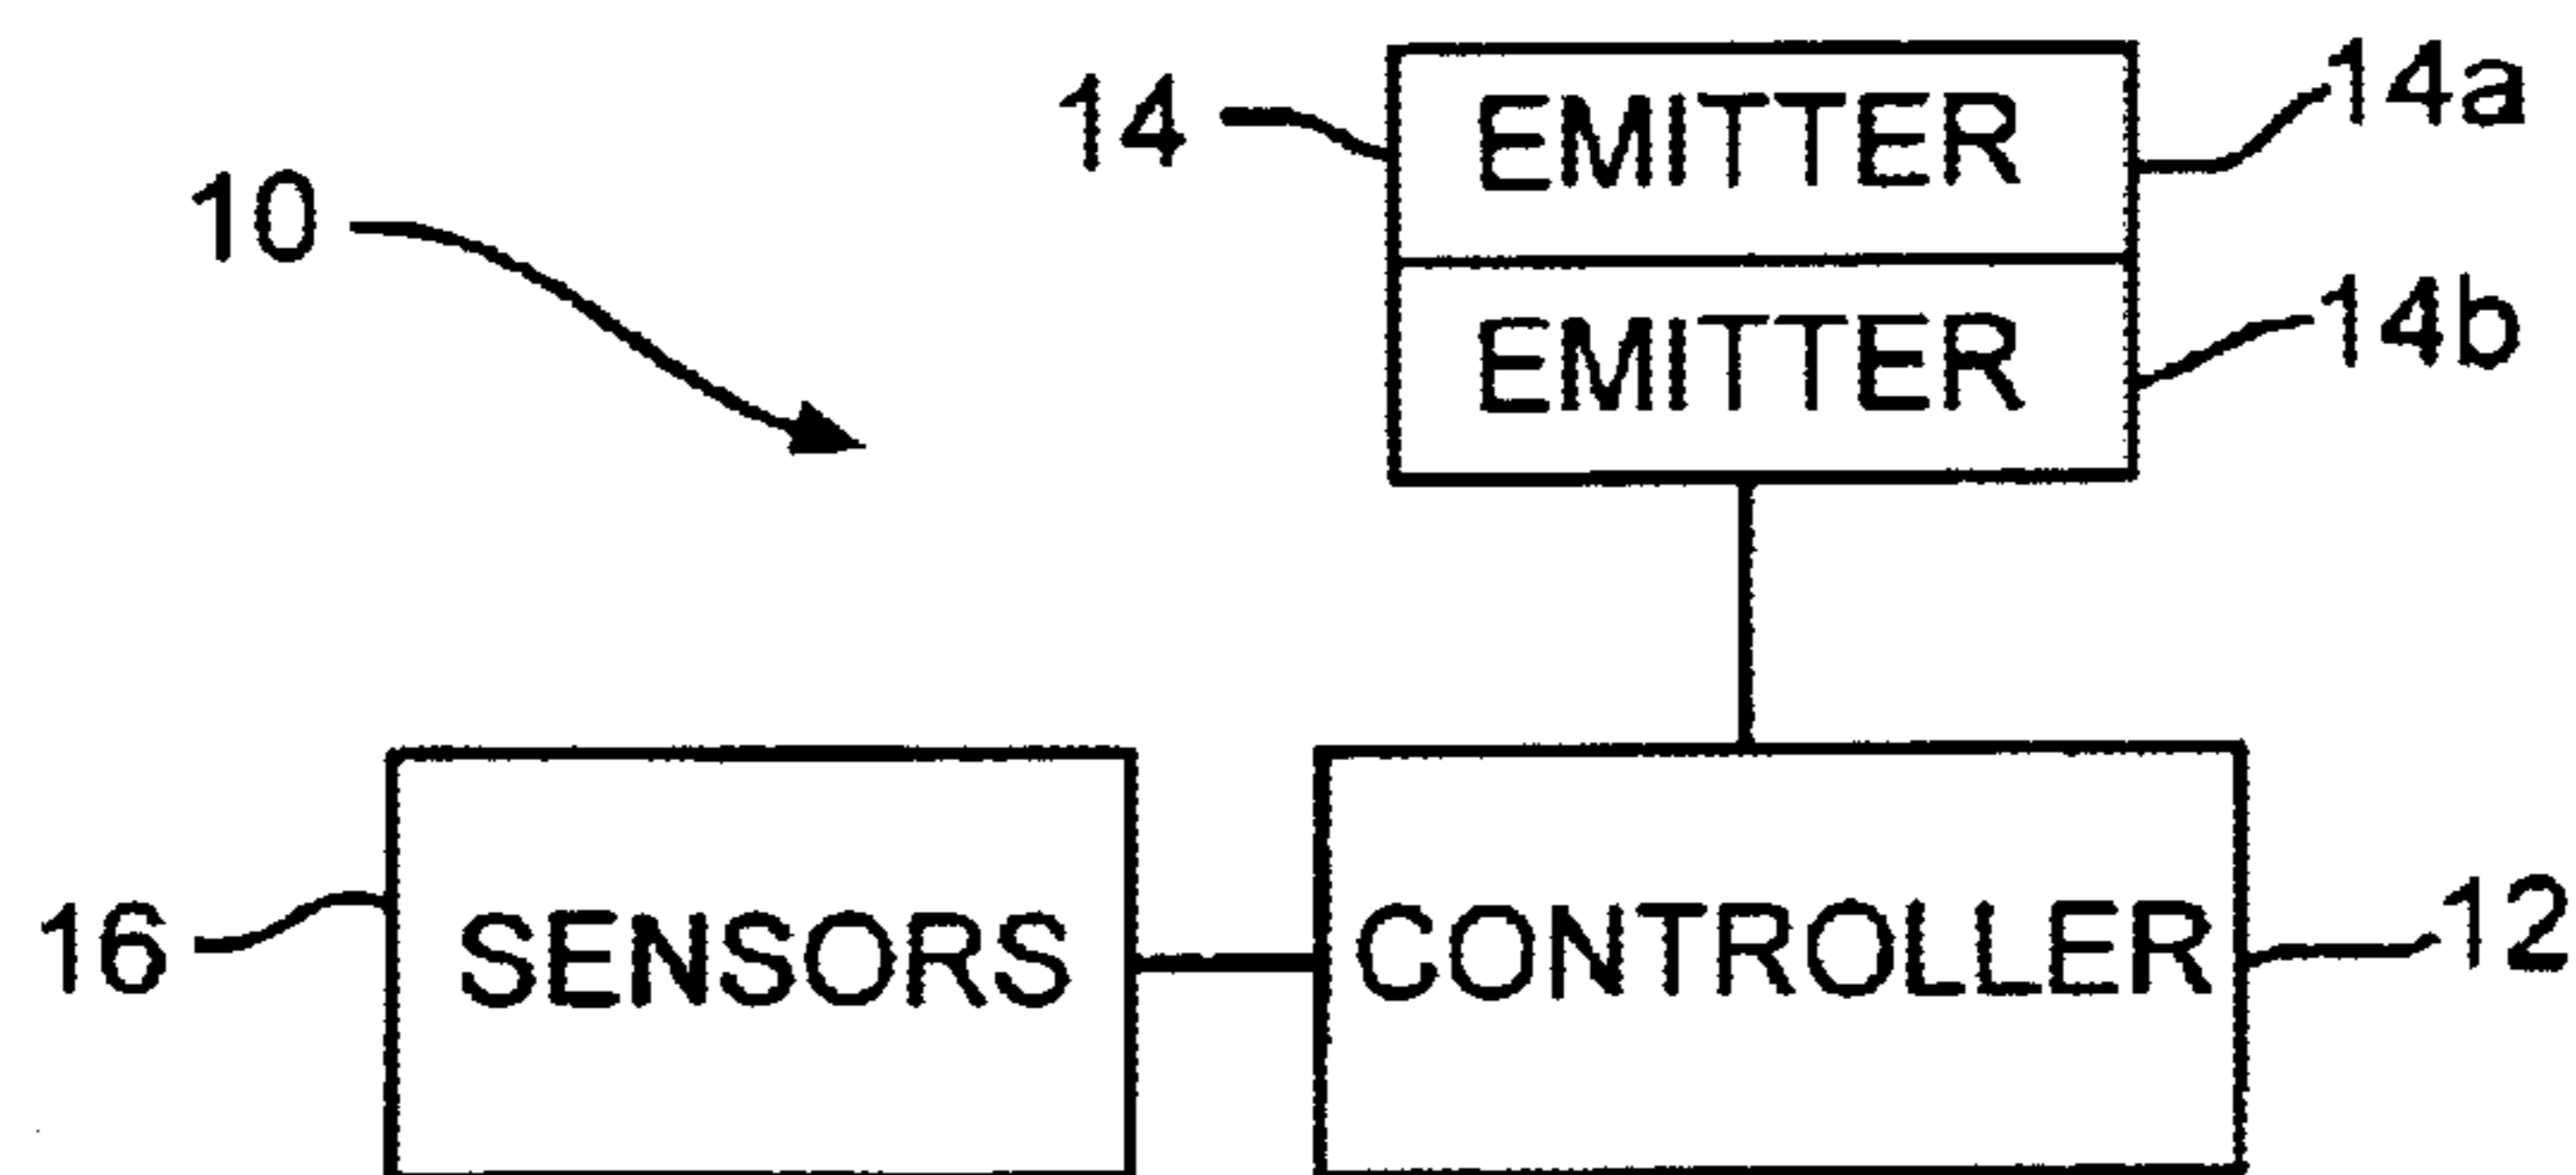 14 EMITTER 14a
10
EMITTER 14b
16 SENSORS CONTROLLER 12